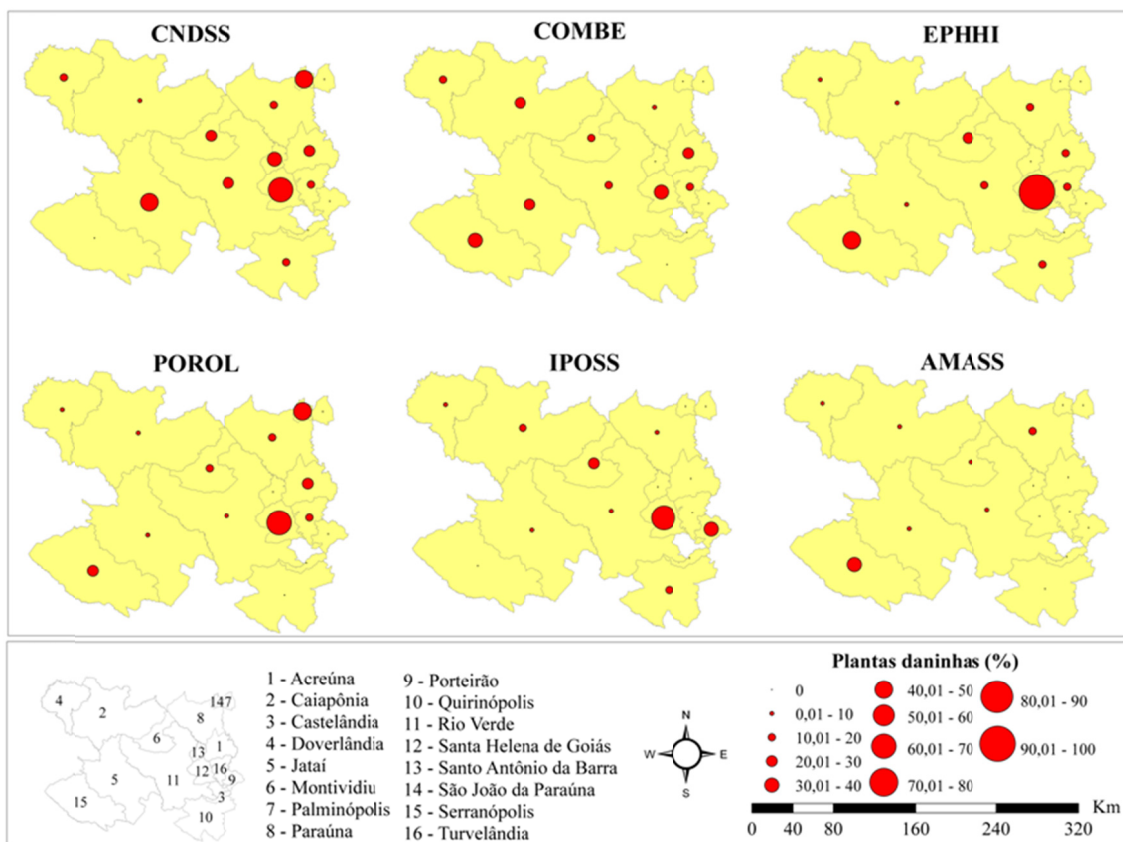 CNDSS
COMBE
EPHHI
POROL
IPOSS
AMASS
4
2
147
8
6
1
13
12 16
9
5
11
3
15
10
1 - Acreúna
2 - Caiapônia
3 - Castelândia
4 - Doverlândia
5 - Jataí
6 - Montividiu
7 - Palminópolis
8 - Paraúna
9 - Porteirão
10 - Quirinópolis
11 - Rio Verde
12 - Santa Helena de Goiás
13 - Santo Antônio da Barra
14 - São João da Paraúna
15 - Serranópolis
16 - Turvelândia
N
W E
S
Plantas daninhas (%)
0
0,01 - 10
10,01 - 20
20,01 - 30
30,01 - 40
40,01 - 50
50,01 - 60
60,01 - 70
70,01 - 80
80,01 - 90
90,01 - 100
Km
0 40 80 160 240 320